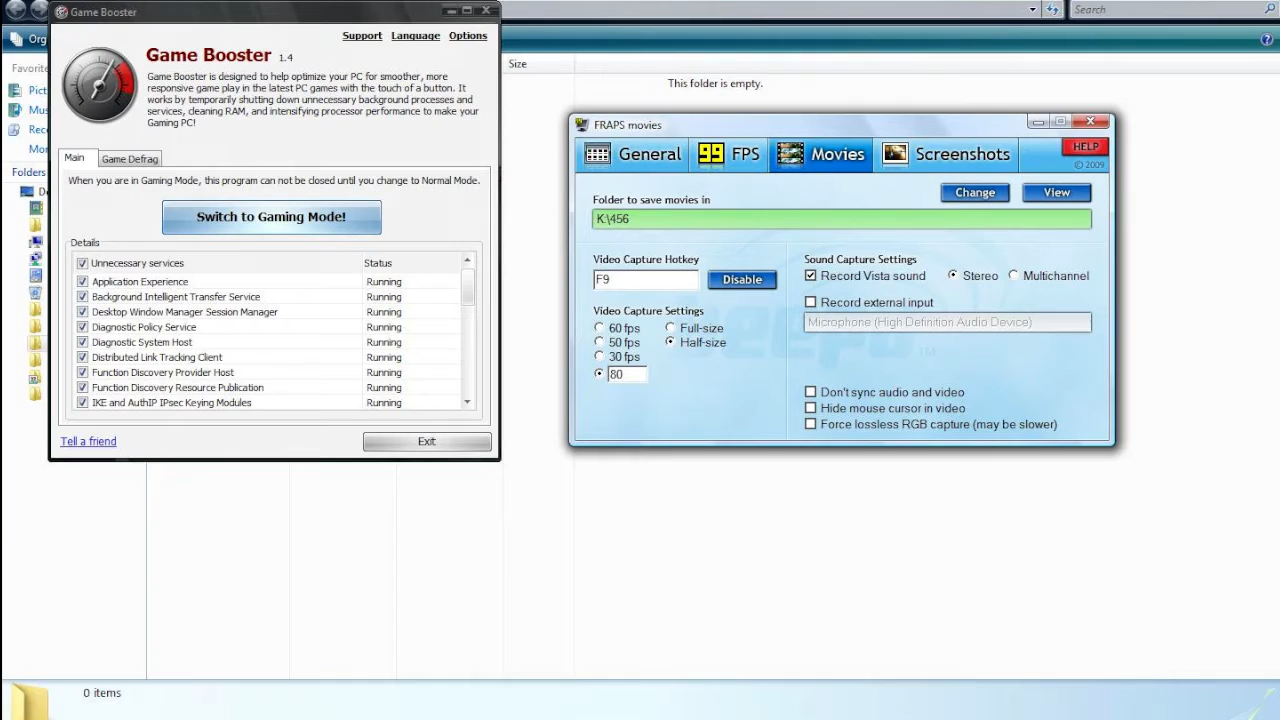 Game Booster
Search
Org
Support Language Options
Game Booster 1.4
Size
Favorite
This folder is empty.
Game Booster is designed to help optimize your PC for smoother, more
responsive game play in the latest PC games with the touch of a button. It
works by temporarily shutting down unnecessary background processes and
services, cleaning RAM, and intensifying processor performance to make your
Gaming PC!
Pict
Mus
Rece
Mor
Folders
De
Main
Game Defrag
When you are in Gaming Mode, this program can not be closed until you change to Normal Mode.
Switch to Gaming Mode!
Details
Unnecessary services Status
Application Experience Running
Background Intelligent Transfer Service Running
Desktop Window Manager Session Manager Running
Diagnostic Policy Service Running
Diagnostic System Host Running
Distributed Link Tracking Client Running
Function Discovery Provider Host Running
Function Discovery Resource Publication Running
IKE and AuthIP IPsec Keying Modules Running
Tell a friend
Exit
FRAPS movies
General
99 FPS
Movies
Screenshots
HELP
© 2009
Folder to save movies in
Change
View
K:\456
Video Capture Hotkey
F9
Disable
Video Capture Settings
60 fps
Full-size
50 fps
Half-size
30 fps
80
Sound Capture Settings
Record Vista sound
Stereo
Multichannel
Record external input
Microphone (High Definition Audio Device)
Don't sync audio and video
Hide mouse cursor in video
Force lossless RGB capture (may be slower)
0 items